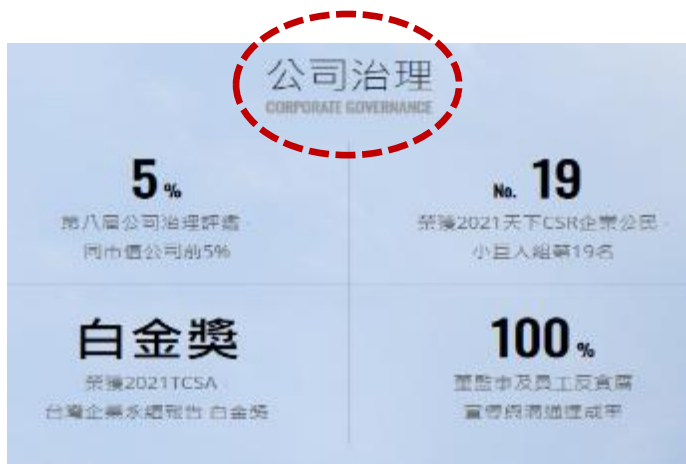 公司治理
CORPORATE GOVERNANCE
5%
第八屆公司治理評鑑
同市值公司前5%
No. 19
榮獲2021天下CSR企業公民
小巨人組第19名
白金獎
榮獲2021TCSA
台灣企業永續報告 白金獎
100%
董監事及員工反貪腐
宣導與溝通達成率